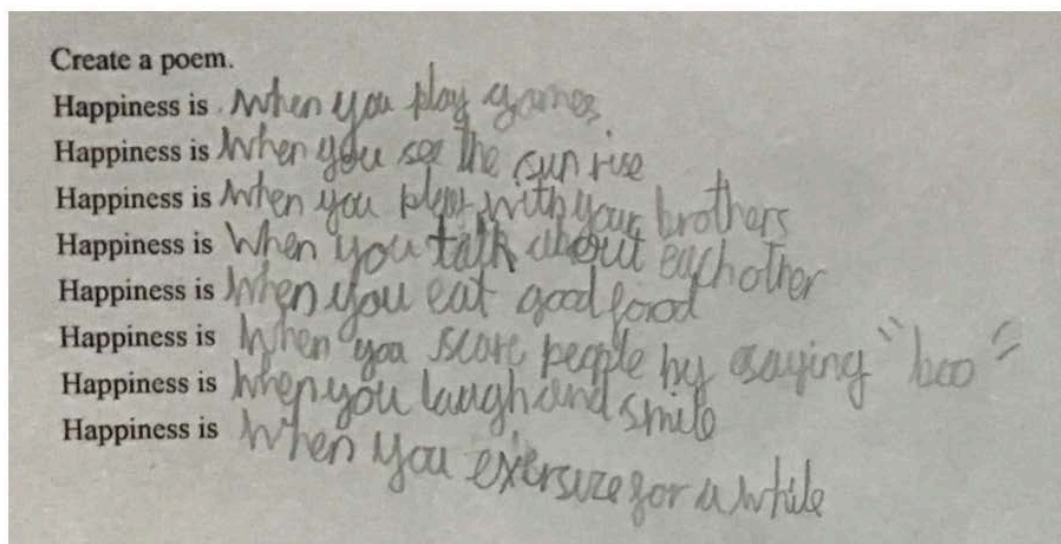 Create a poem.
Happiness is when you play games.
Happiness is when you see the sun rise
Happiness is when you play with your brothers
Happiness is when you talk about each other
Happiness is when you eat good food
Happiness is when you scare people by saying "boo"
Happiness is when you laugh and smile
Happiness is when you exersize for a while